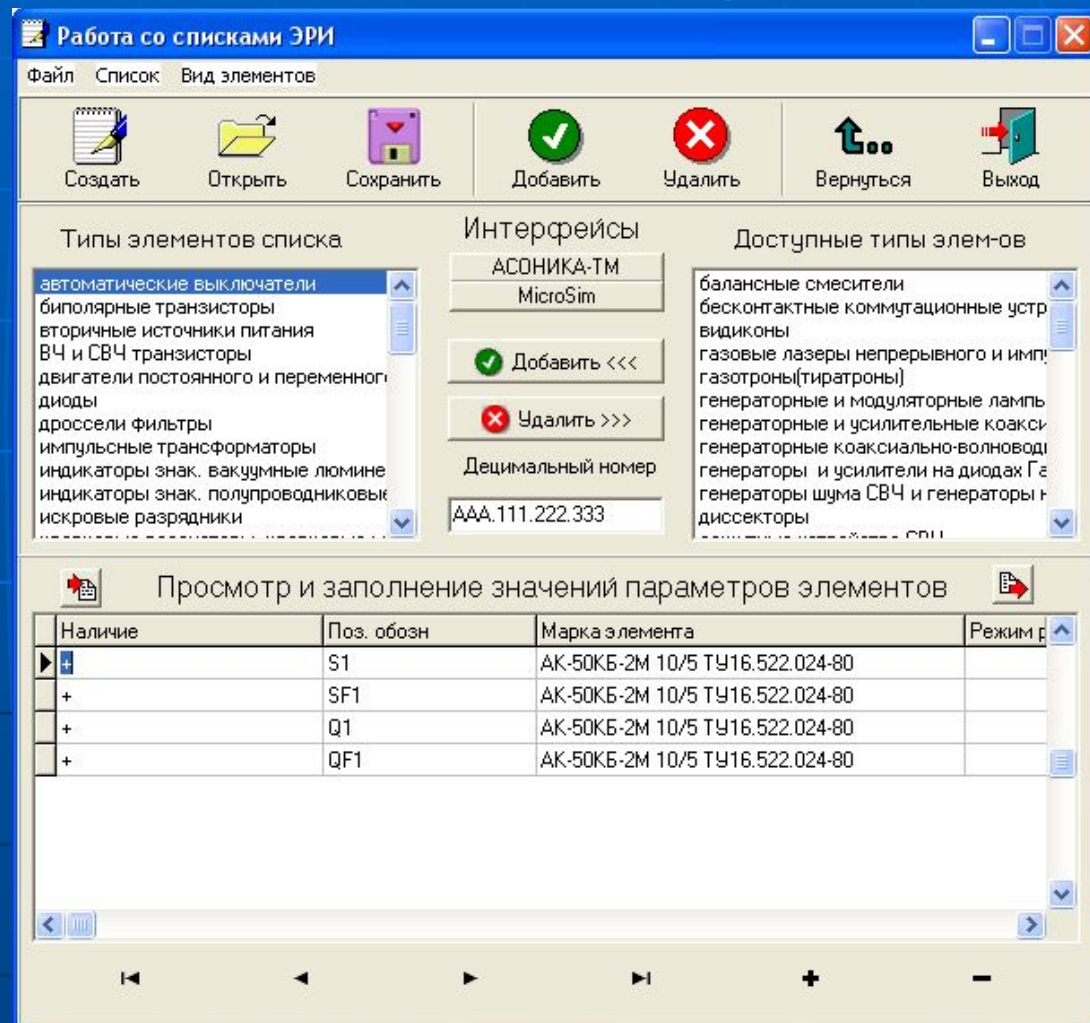 Работа со списками ЭРИ
Файл Список Вид элементов
Создать Открыть Сохранить Добавить Удалить Вернуться Выход
Типы элементов списка
автоматические выключатели
биполярные транзисторы
вторичные источники питания
ВЧ и СВЧ транзисторы
двигатели постоянного и переменног
диоды
дроссели фильтры
импульсные трансформаторы
индикаторы знак. вакуумные люмине
индикаторы знак. полупроводниковые
искровые разрядники
Интерфейсы
АСОНИКА-ТМ
MicroSim
Добавить <<<
Удалить >>>
Децимальный номер
ААА.111.222.333
Доступные типы элем-ов
балансные смесители
бесконтактные коммутационные устр
видиконы
газовые лазеры непрерывного и имп
газотроны(тиратроны)
генераторные и модуляторные лампы
генераторные и усилительные коакси
генераторные коаксиально-волновод
генераторы и усилители на диодах Га
генераторы шума СВЧ и генераторы н
диссекторы
Просмотр и заполнение значений параметров элементов
Наличие Поз. обозн Марка элемента Режим р
+ S1 АК-50КБ-2М 10/5 ТУ16.522.024-80
+ SF1 АК-50КБ-2М 10/5 ТУ16.522.024-80
+ Q1 АК-50КБ-2М 10/5 ТУ16.522.024-80
+ QF1 АК-50КБ-2М 10/5 ТУ16.522.024-80